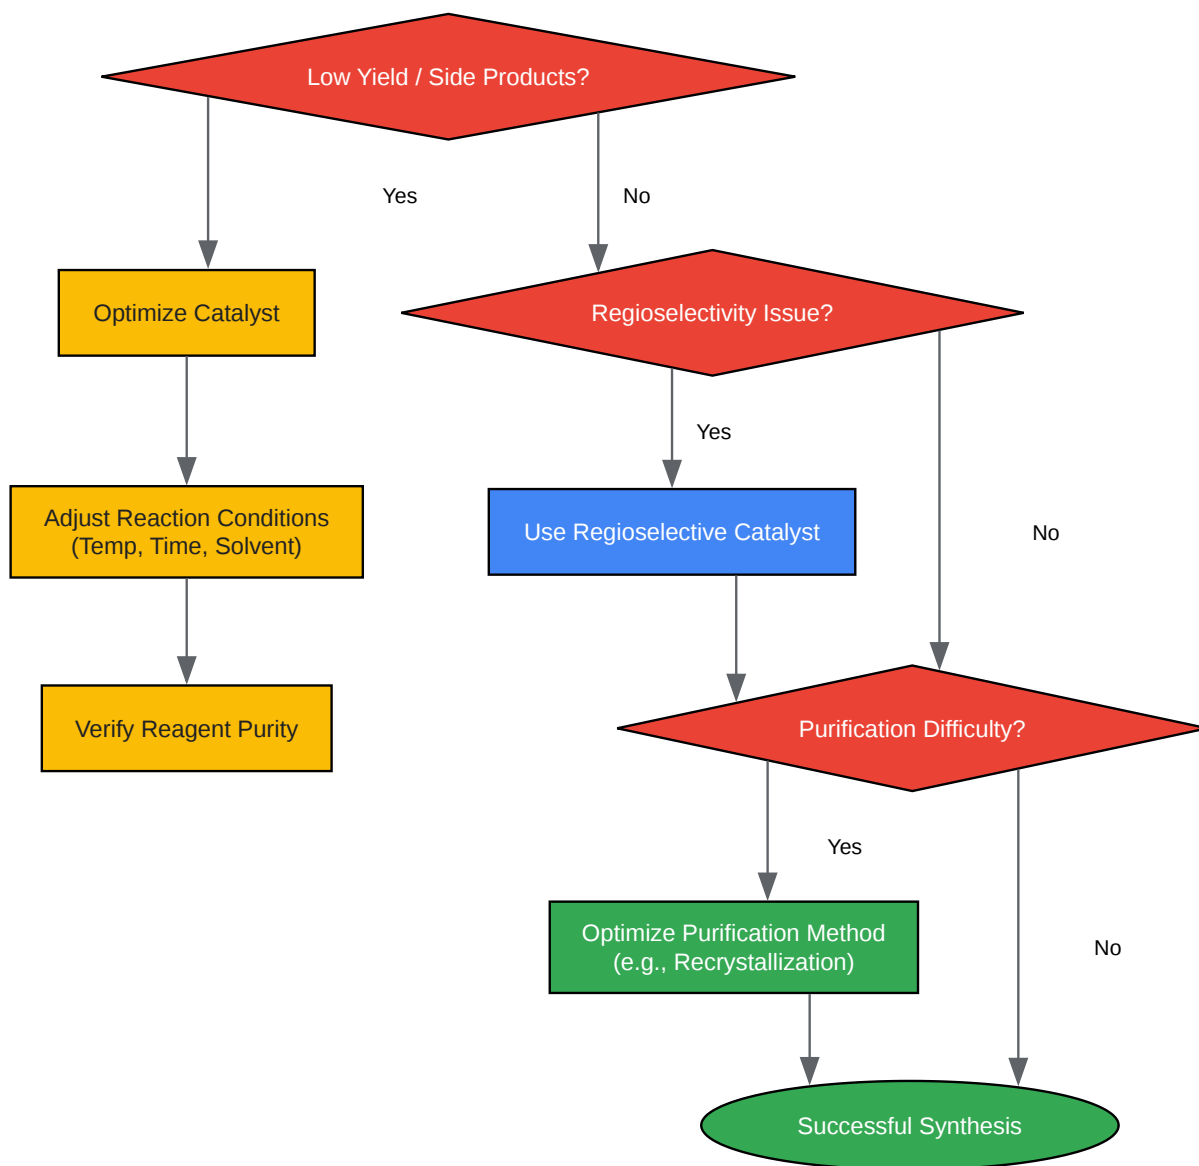 Low Yield / Side Products?
Yes
No
Optimize Catalyst
Regioselectivity Issue?
Yes
Adjust Reaction Conditions
(Temp, Time, Solvent)
Use Regioselective Catalyst
No
Verify Reagent Purity
Purification Difficulty?
Yes
Optimize Purification Method
(e.g., Recrystallization)
No
Successful Synthesis